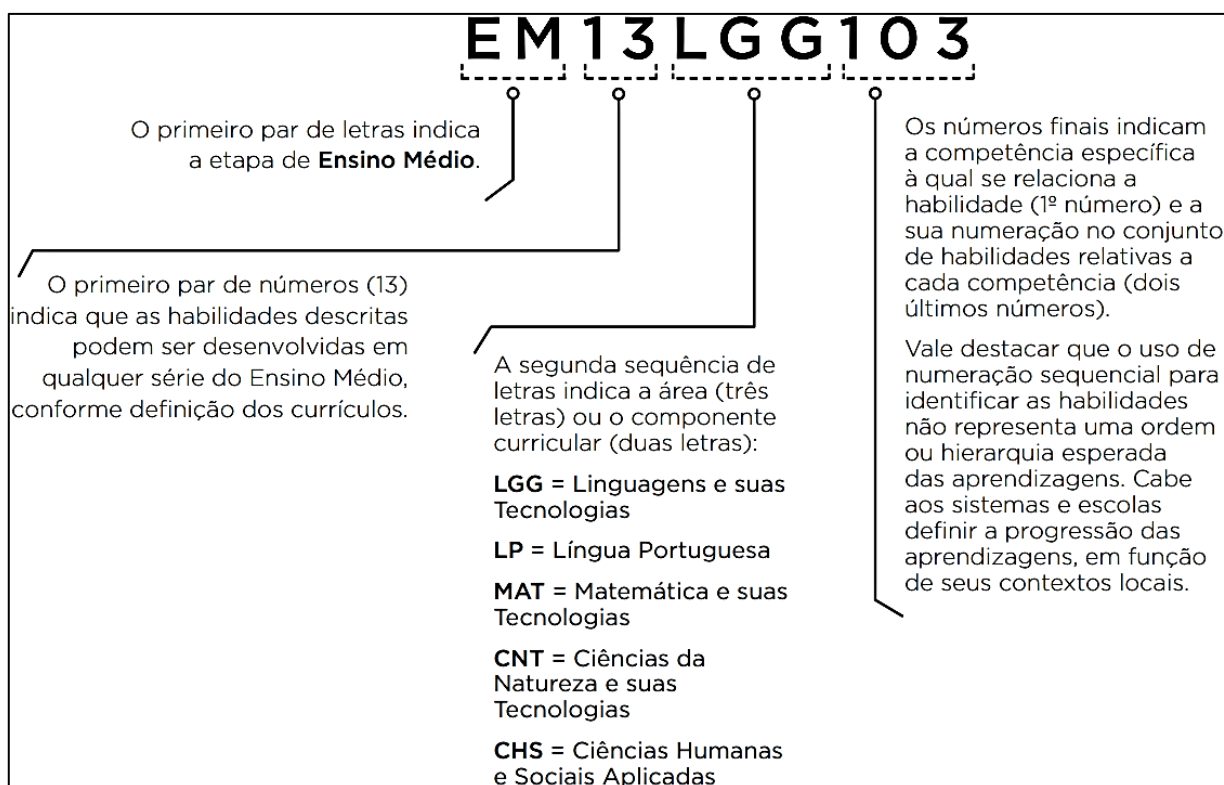 EM13LGG103
O primeiro par de letras indica
a etapa de Ensino Médio.
O primeiro par de números (13)
indica que as habilidades descritas
podem ser desenvolvidas em
qualquer série do Ensino Médio,
conforme definição dos currículos.
A segunda sequência de
letras indica a área (três
letras) ou o componente
curricular (duas letras):
LGG = Linguagens e suas
Tecnologias
LP = Língua Portuguesa
MAT = Matemática e suas
Tecnologias
CNT = Ciências da
Natureza e suas
Tecnologias
CHS = Ciências Humanas
e Sociais Aplicadas
Os números finais indicam
a competência específica
à qual se relaciona a
habilidade (1º número) e a
sua numeração no conjunto
de habilidades relativas a
cada competência (dois
últimos números).
Vale destacar que o uso de
numeração sequencial para
identificar as habilidades
não representa uma ordem
ou hierarquia esperada
das aprendizagens. Cabe
aos sistemas e escolas
definir a progressão das
aprendizagens, em função
de seus contextos locais.